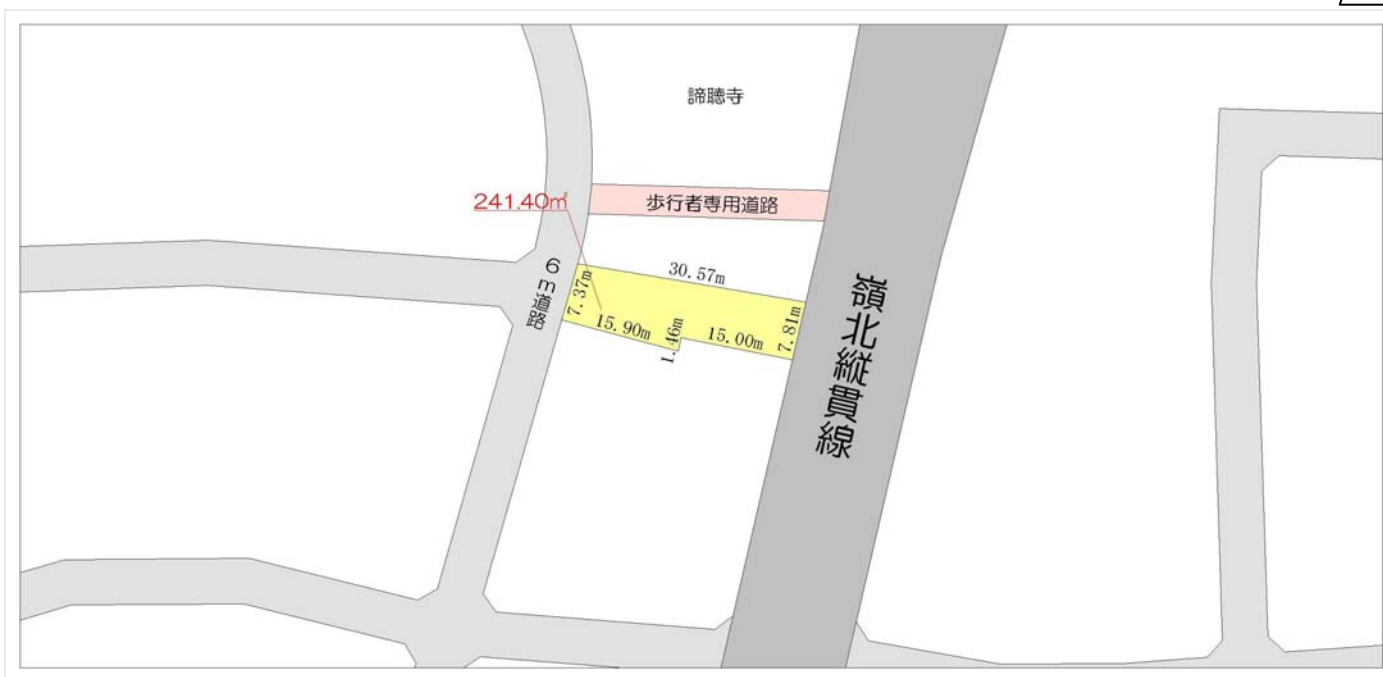 諦聴寺
241.40㎡
歩行者専用道路
6m道路
30.57m
7.37m
15.90m
1.46m
15.00m
7.81m
嶺北縦貫線